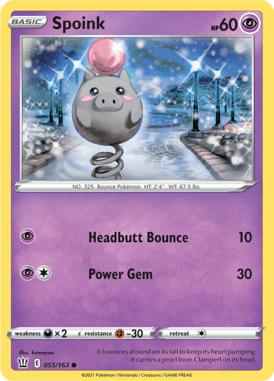 BASIC Spoink HP60
NO. 325 Bounce Pokémon HT: 2'4" WT: 67.5 lbs.
Headbutt Bounce 10
Power Gem 30
weakness ×2 resistance -30 retreat
Illus. kawayoo
It bounces around on its tail to keep its heart pumping.
It carries a pearl from Clamperl on its head.
E 055/163
©2021 Pokémon / Nintendo / Creatures / GAME FREAK